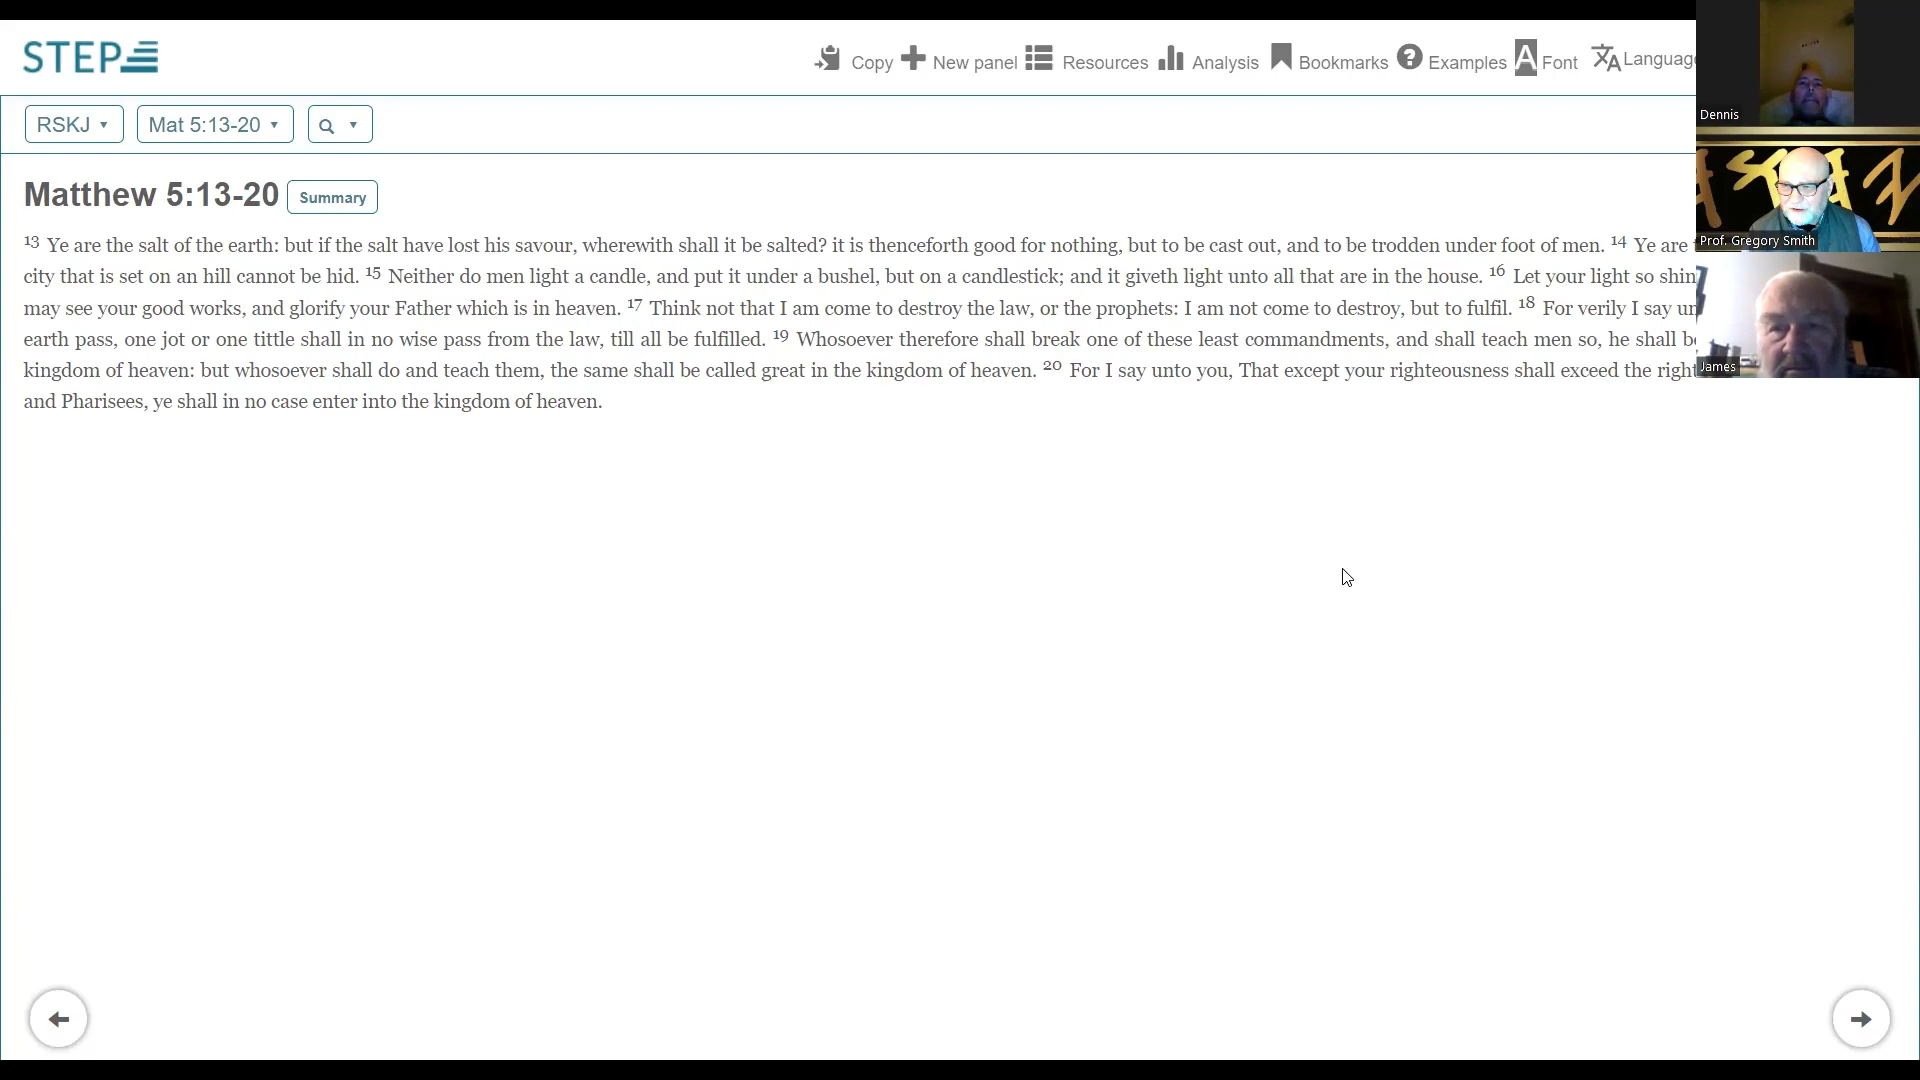 STEP
Copy New panel Resources Analysis Bookmarks Examples Font Languag
RSKJ Mat 5:13-20
Matthew 5:13-20 Summary
13 Ye are the salt of the earth: but if the salt have lost his savour, wherewith shall it be salted? it is thenceforth good for nothing, but to be cast out, and to be trodden under foot of men. 14 Ye are
city that is set on an hill cannot be hid. 15 Neither do men light a candle, and put it under a bushel, but on a candlestick; and it giveth light unto all that are in the house. 16 Let your light so shin
may see your good works, and glorify your Father which is in heaven. 17 Think not that I am come to destroy the law, or the prophets: I am not come to destroy, but to fulfil. 18 For verily I say un
earth pass, one jot or one tittle shall in no wise pass from the law, till all be fulfilled. 19 Whosoever therefore shall break one of these least commandments, and shall teach men so, he shall be
kingdom of heaven: but whosoever shall do and teach them, the same shall be called great in the kingdom of heaven. 20 For I say unto you, That except your righteousness shall exceed the right
and Pharisees, ye shall in no case enter into the kingdom of heaven.
Dennis
Prof. Gregory Smith
James